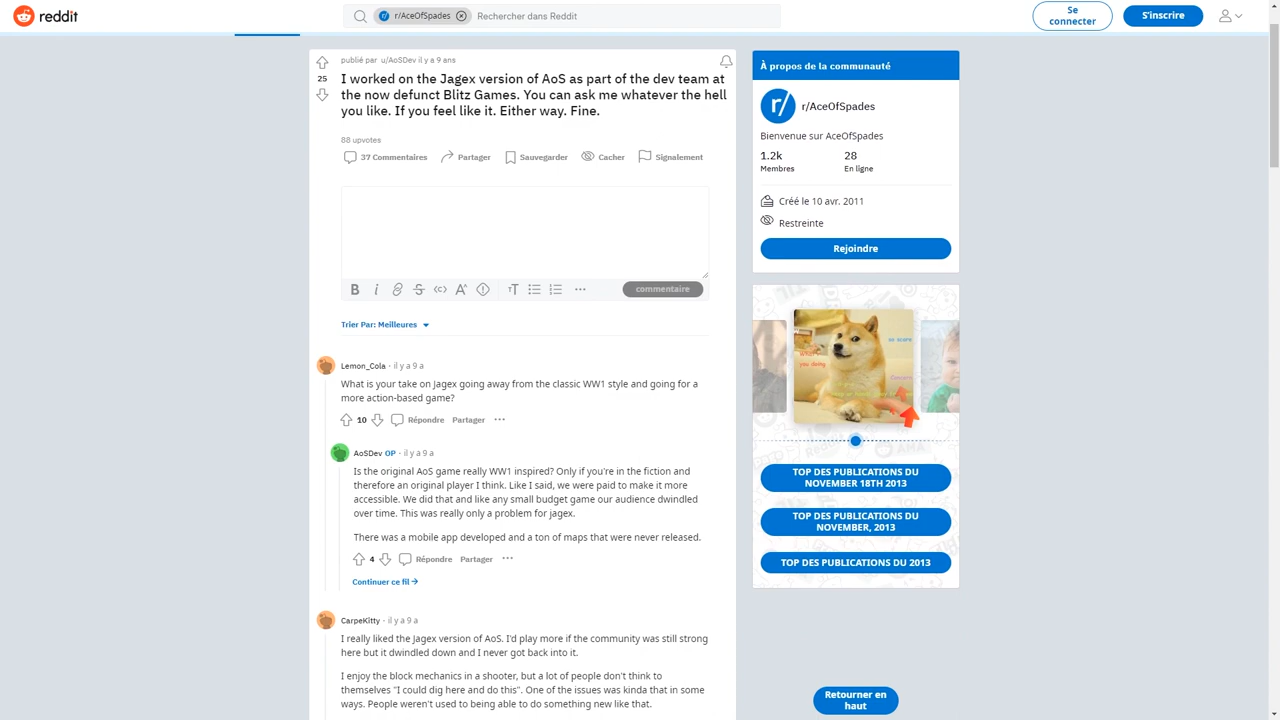 reddit
r/AceOfSpades
Rechercher dans Reddit
Se connecter
S'inscrire
publié par u/AoSDev il y a 9 ans
25
I worked on the Jagex version of AoS as part of the dev team at
the now defunct Blitz Games. You can ask me whatever the hell
you like. If you feel like it. Either way. Fine.
88 upvotes
37 Commentaires Partager Sauvegarder Cacher Signalement
commentaire
Trier Par: Meilleures
Lemon_Cola · il y a 9 a
What is your take on Jagex going away from the classic WW1 style and going for a
more action-based game?
10 Répondre Partager
AoSDev OP · il y a 9 a
Is the original AoS game really WW1 inspired? Only if you're in the fiction and
therefore an original player I think. Like I said, we were paid to make it more
accessible. We did that and like any small budget game our audience dwindled
over time. This was really only a problem for jagex.
There was a mobile app developed and a ton of maps that were never released.
4 Répondre Partager
Continuer ce fil →
CarpeKitty · il y a 9 a
I really liked the Jagex version of AoS. I'd play more if the community was still strong
here but it dwindled down and I never got back into it.
I enjoy the block mechanics in a shooter, but a lot of people don't think to
themselves "I could dig here and do this". One of the issues was kinda that in some
ways. People weren't used to being able to do something new like that.
À propos de la communauté
r/
r/AceOfSpades
Bienvenue sur AceOfSpades
1.2k 28
Membres En ligne
Créé le 10 avr. 2011
Restreinte
Rejoindre
so scare
you doing
AMA
TOP DES PUBLICATIONS DU
NOVEMBER 18TH 2013
TOP DES PUBLICATIONS DU
NOVEMBER, 2013
TOP DES PUBLICATIONS DU 2013
Retourner en
haut